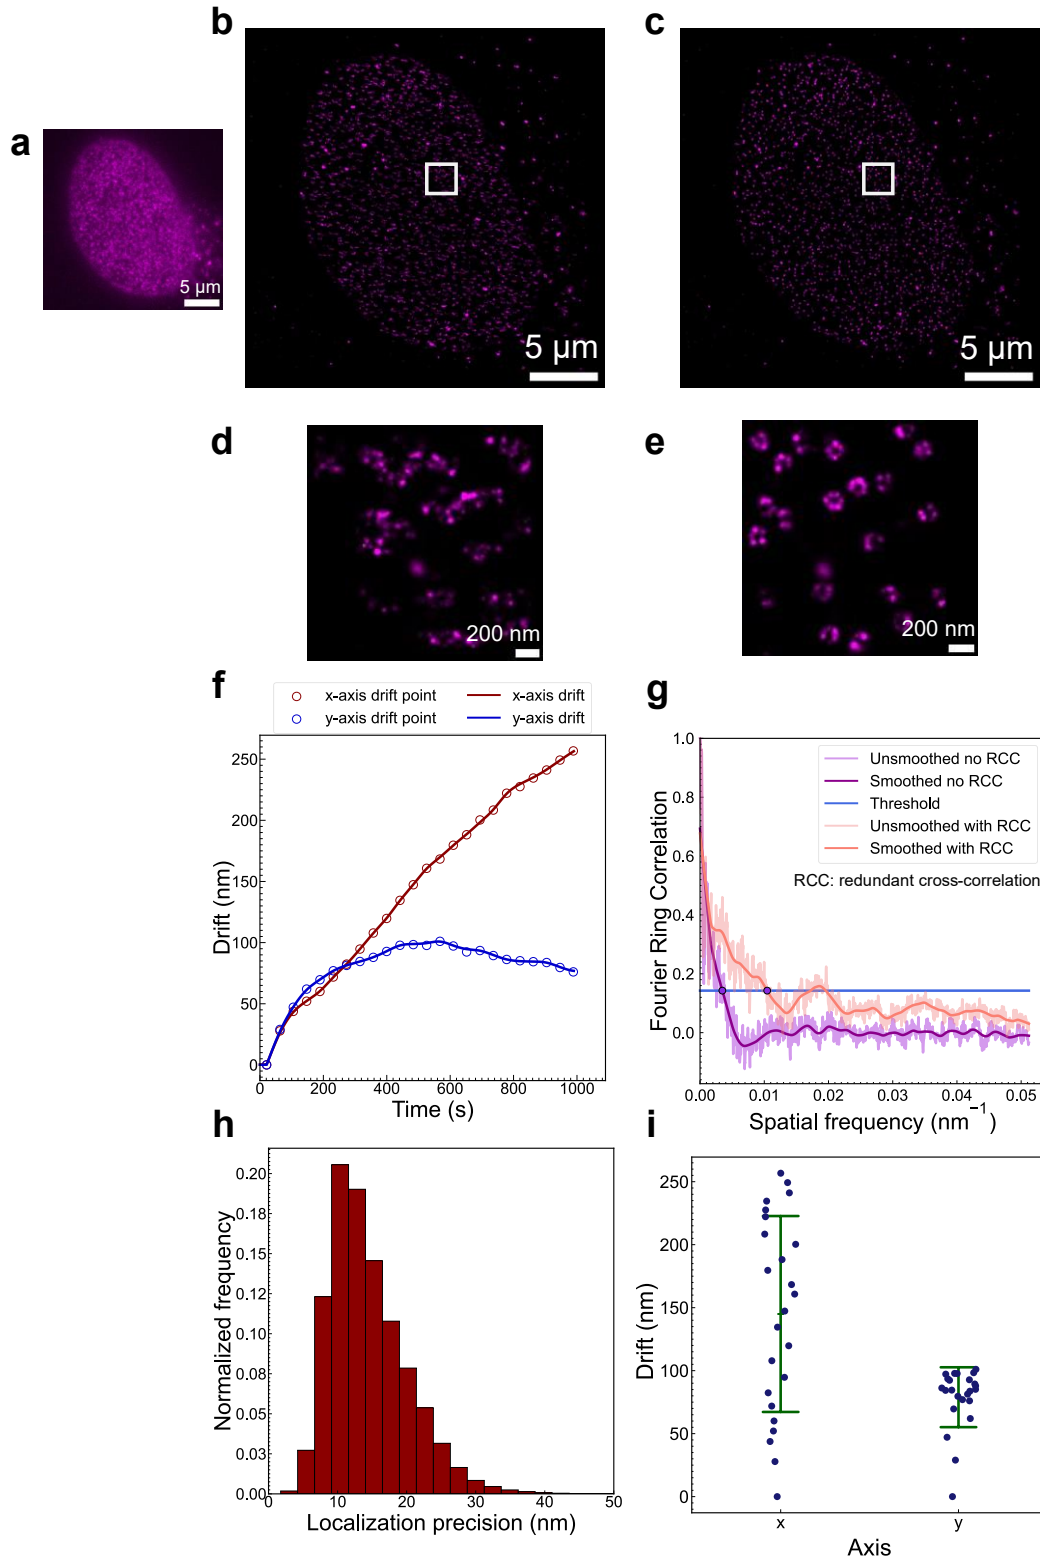 b
c
a
5 µm
5 µm
5 µm
d
e
200 nm
200 nm
f
x-axis drift point
x-axis drift
y-axis drift point
y-axis drift
250
200
150
100
50
0
Drift (nm)
0
200
400
600
800
1000
Time (s)
g
1.0
0.8
0.6
0.4
0.2
0.0
Fourier Ring Correlation
Unsmoothed no RCC
Smoothed no RCC
Threshold
Unsmoothed with RCC
Smoothed with RCC
RCC: redundant cross-correlation
0.00
0.01
0.02
0.03
0.04
0.05
Spatial frequency (nm⁻¹)
h
0.20
0.18
0.15
0.12
0.10
0.08
0.05
0.03
0.00
Normalized frequency
0
10
20
30
40
50
Localization precision (nm)
i
250
200
150
100
50
0
Drift (nm)
x
y
Axis